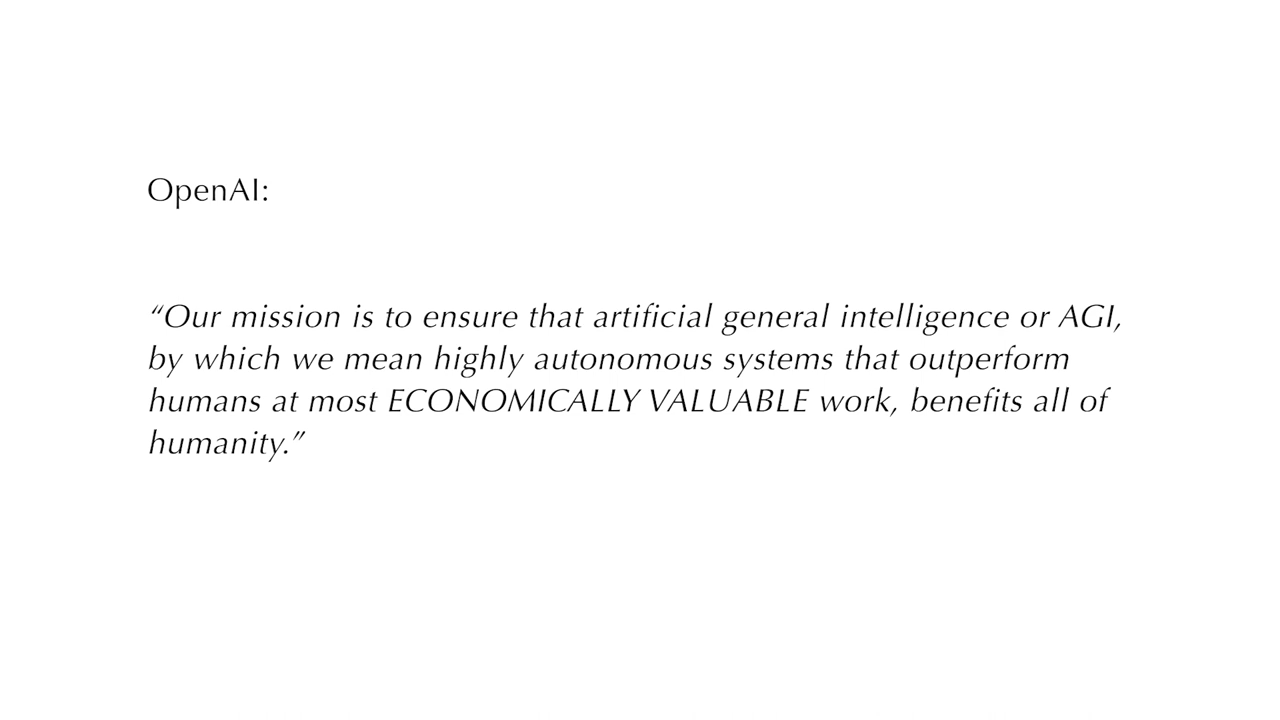 OpenAI:
“Our mission is to ensure that artificial general intelligence or AGI,
by which we mean highly autonomous systems that outperform
humans at most ECONOMICALLY VALUABLE work, benefits all of
humanity.”